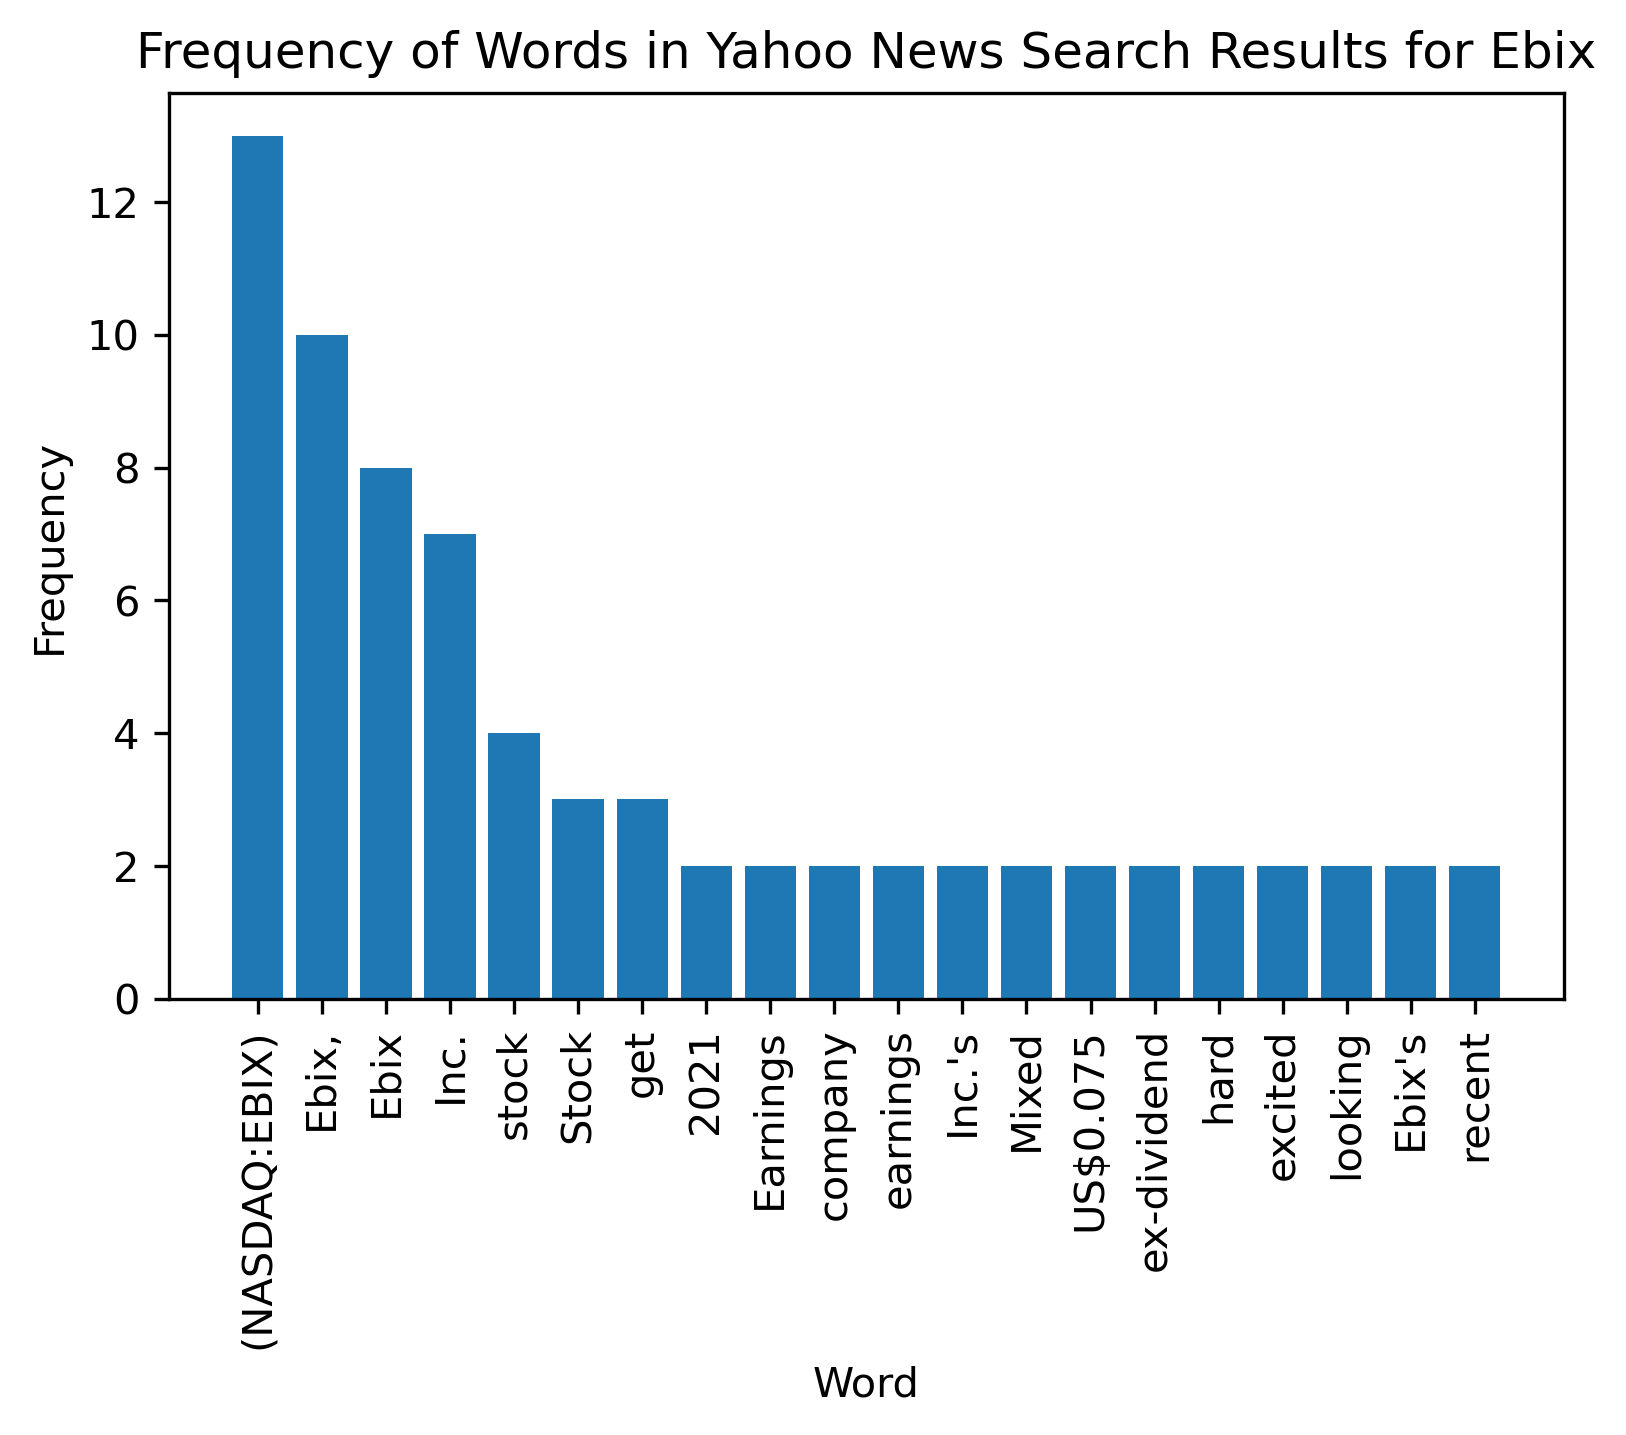 Frequency of Words in Yahoo News Search Results for Ebix
Frequency
12
10
8
6
4
2
0
(NASDAQ:EBIX)
Ebix,
Ebix
Inc.
stock
Stock
get
2021
Earnings
company
earnings
Inc.'s
Mixed
US$0.075
ex-dividend
hard
excited
looking
Ebix's
recent
Word